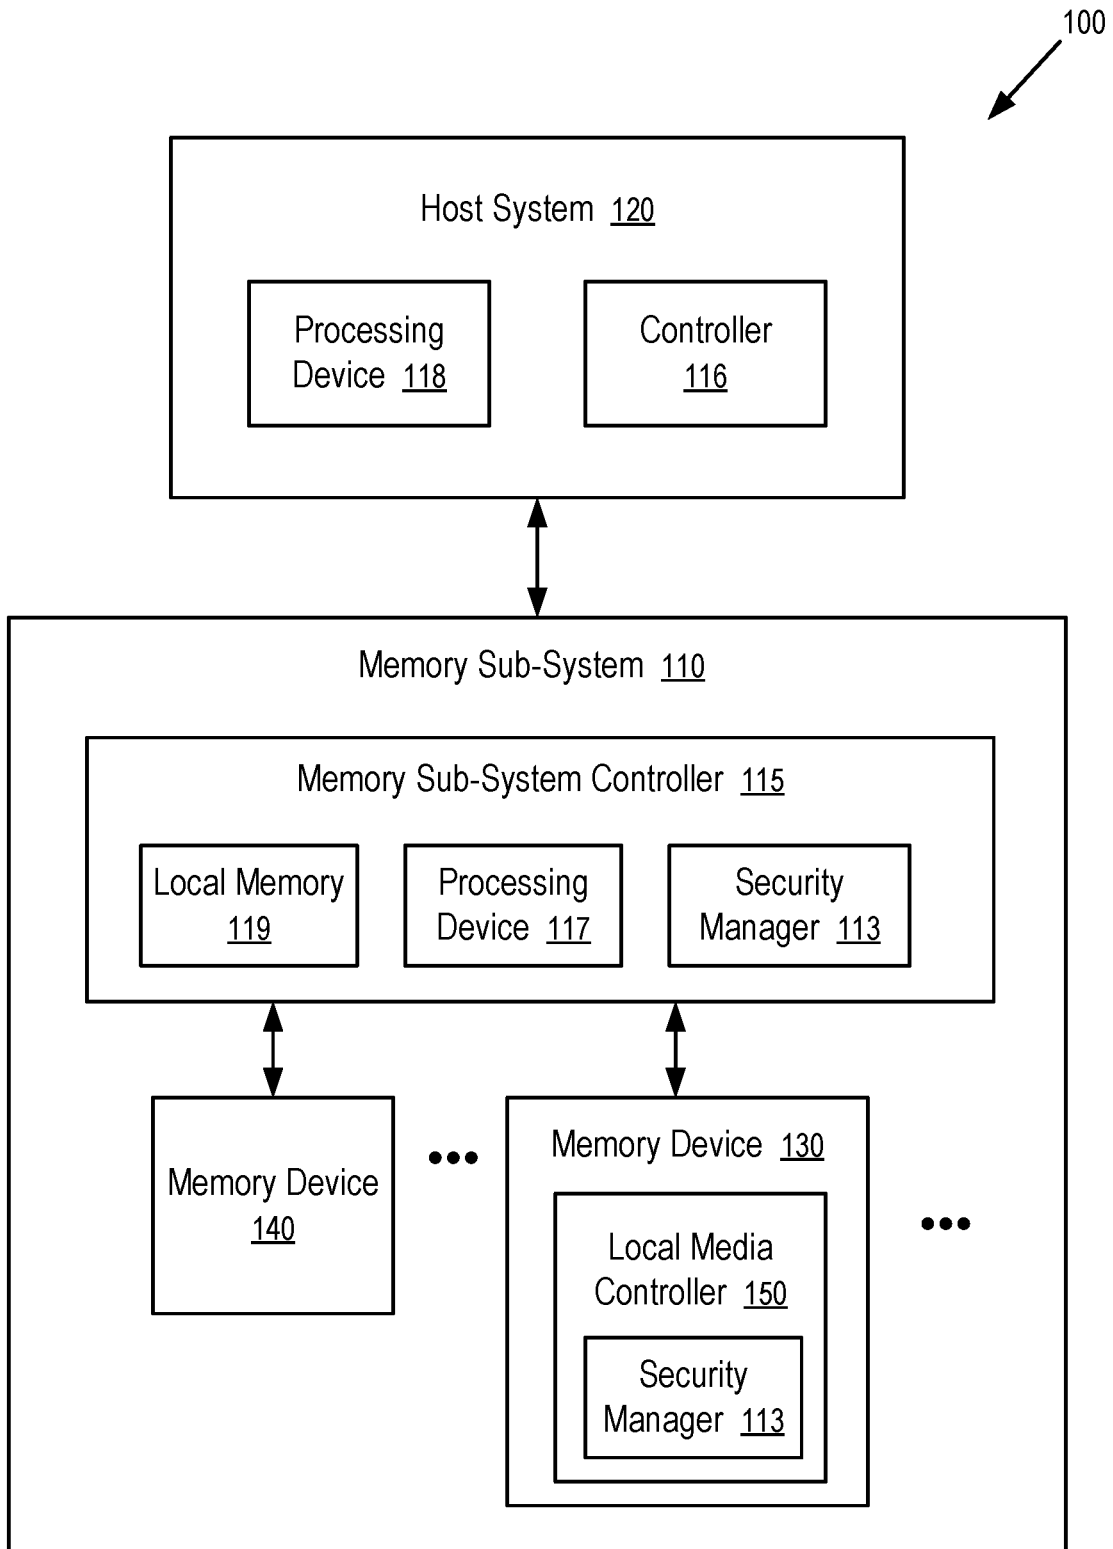 100
Host System 120
Processing
Device 118
Controller
116
Memory Sub-System 110
Memory Sub-System Controller 115
Local Memory
119
Processing
Device 117
Security
Manager 113
Memory Device
140
Memory Device 130
Local Media
Controller 150
Security
Manager 113